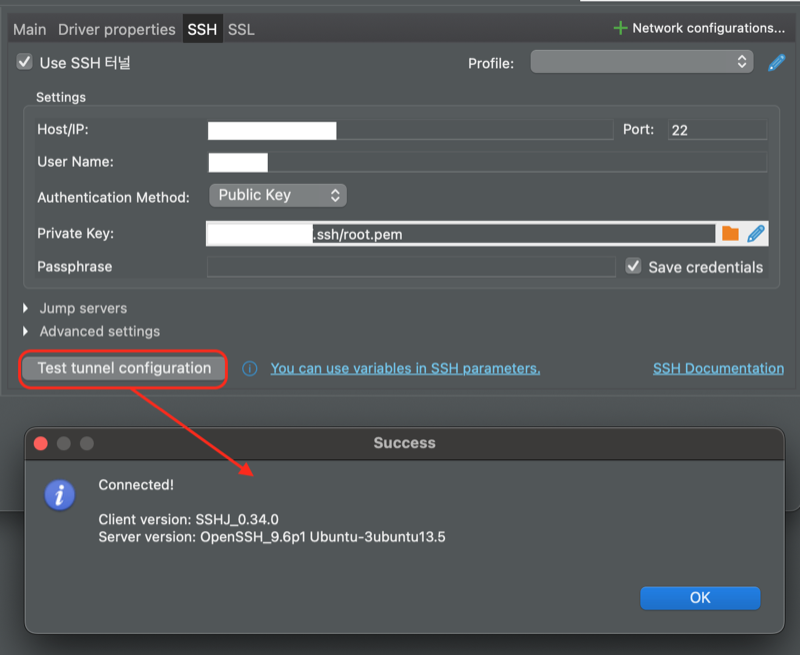 Main Driver properties SSH SSL + Network configurations...
Use SSH 터널 Profile:
Settings
Host/IP: Port: 22
User Name:
Authentication Method: Public Key
Private Key: .ssh/root.pem
Passphrase Save credentials
Jump servers
Advanced settings
Test tunnel configuration You can use variables in SSH parameters. SSH Documentation
Success
Connected!
Client version: SSHJ_0.34.0
Server version: OpenSSH_9.6p1 Ubuntu-3ubuntu13.5
OK